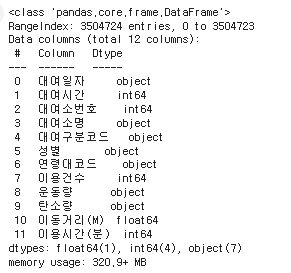 <class 'pandas.core.frame.DataFrame'>
RangeIndex: 3504724 entries, 0 to 3504723
Data columns (total 12 columns):
 #   Column   Dtype
---  ------   -----
 0   대여일자   object
 1   대여시간   int64
 2   대여소번호   int64
 3   대여소명   object
 4   대여구분코드   object
 5   성별   object
 6   연령대코드   object
 7   이용건수   int64
 8   운동량   object
 9   탄소량   object
 10  이동거리(M)   float64
 11  이용시간(분)   int64
dtypes: float64(1), int64(4), object(7)
memory usage: 320.9+ MB